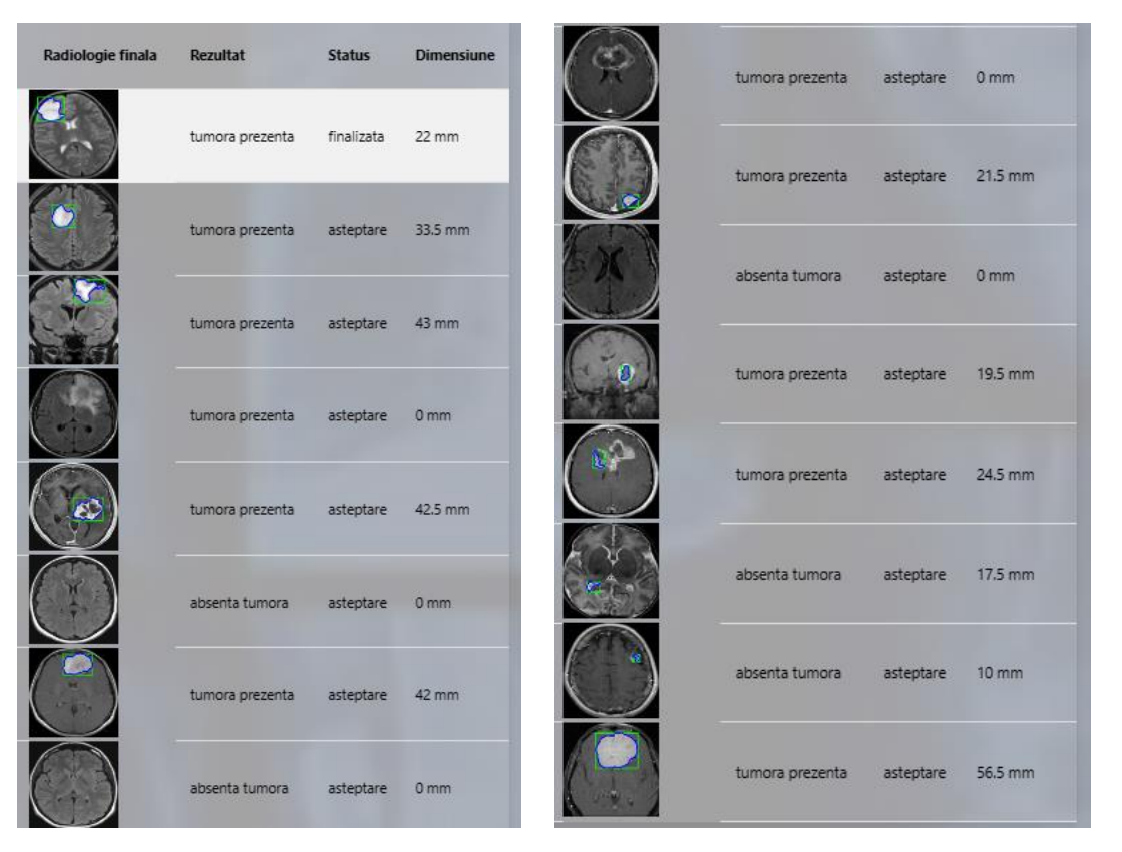 Radiologie finala Rezultat Status Dimensiune
tumora prezenta finalizata 22 mm
tumora prezenta asteptare 33.5 mm
tumora prezenta asteptare 43 mm
tumora prezenta asteptare 0 mm
tumora prezenta asteptare 42.5 mm
absenta tumora asteptare 0 mm
tumora prezenta asteptare 42 mm
absenta tumora asteptare 0 mm
tumora prezenta asteptare 0 mm
tumora prezenta asteptare 21.5 mm
absenta tumora asteptare 0 mm
tumora prezenta asteptare 19.5 mm
tumora prezenta asteptare 24.5 mm
absenta tumora asteptare 17.5 mm
absenta tumora asteptare 10 mm
tumora prezenta asteptare 56.5 mm